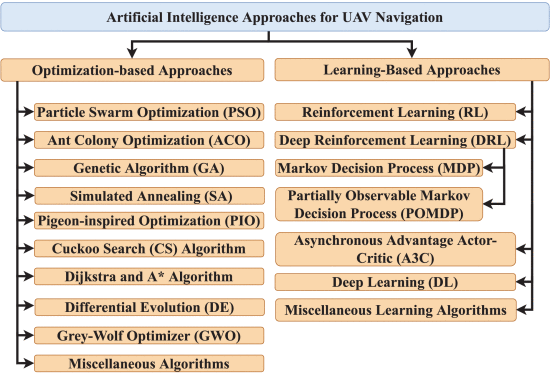 Artificial Intelligence Approaches for UAV Navigation
Optimization-based Approaches
Particle Swarm Optimization (PSO)
Ant Colony Optimization (ACO)
Genetic Algorithm (GA)
Simulated Annealing (SA)
Pigeon-inspired Optimization (PIO)
Cuckoo Search (CS) Algorithm
Dijkstra and A* Algorithm
Differential Evolution (DE)
Grey-Wolf Optimizer (GWO)
Miscellaneous Algorithms
Learning-Based Approaches
Reinforcement Learning (RL)
Deep Reinforcement Learning (DRL)
Markov Decision Process (MDP)
Partially Observable Markov
Decision Process (POMDP)
Asynchronous Advantage Actor-
Critic (A3C)
Deep Learning (DL)
Miscellaneous Learning Algorithms